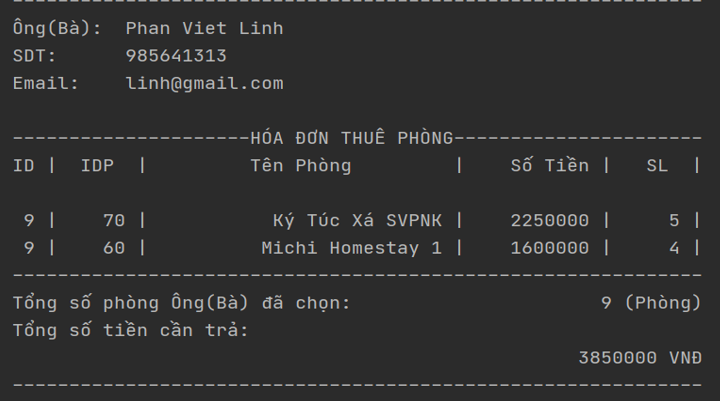 Ông(Bà):  Phan Viet Linh
SDT:      985641313
Email:    linh@gmail.com
---------------------HÓA ĐƠN THUÊ PHÒNG----------------------
ID |  IDP  |         Tên Phòng         |    Số Tiền |   SL  |
9 |    70 |           Ký Túc Xá SVPNK |    2250000 |     5 |
9 |    60 |          Michi Homestay 1 |    1600000 |     4 |
Tổng số phòng Ông(Bà) đã chọn:                      9 (Phòng)
Tổng số tiền cần trả:
3850000 VNĐ